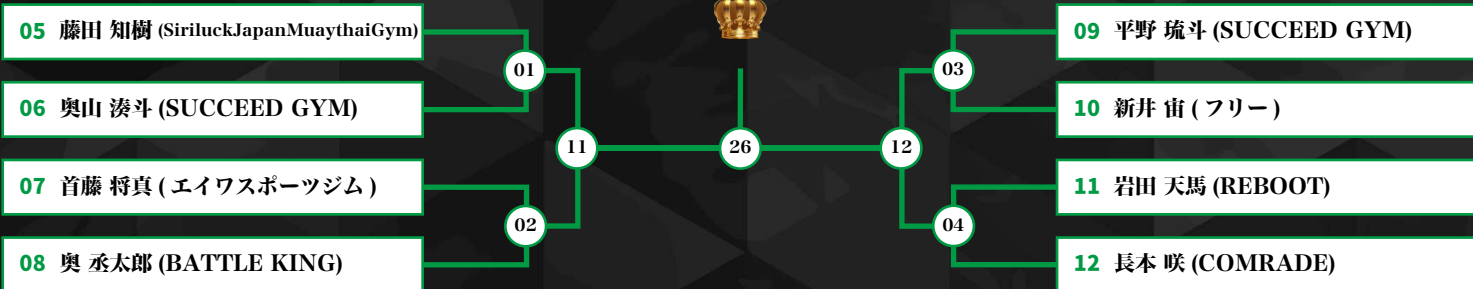 05 藤田 知樹 (SiriluckJapanMuaythaiGym)
06 奥山 湊斗 (SUCCEED GYM)
07 首藤 将真 ( エイワスポーツジム )
08 奥 丞太郎 (BATTLE KING)
01
02
11
26
12
03
04
09 平野 琉斗 (SUCCEED GYM)
10 新井 宙 ( フリー )
11 岩田 天馬 (REBOOT)
12 長本 咲 (COMRADE)